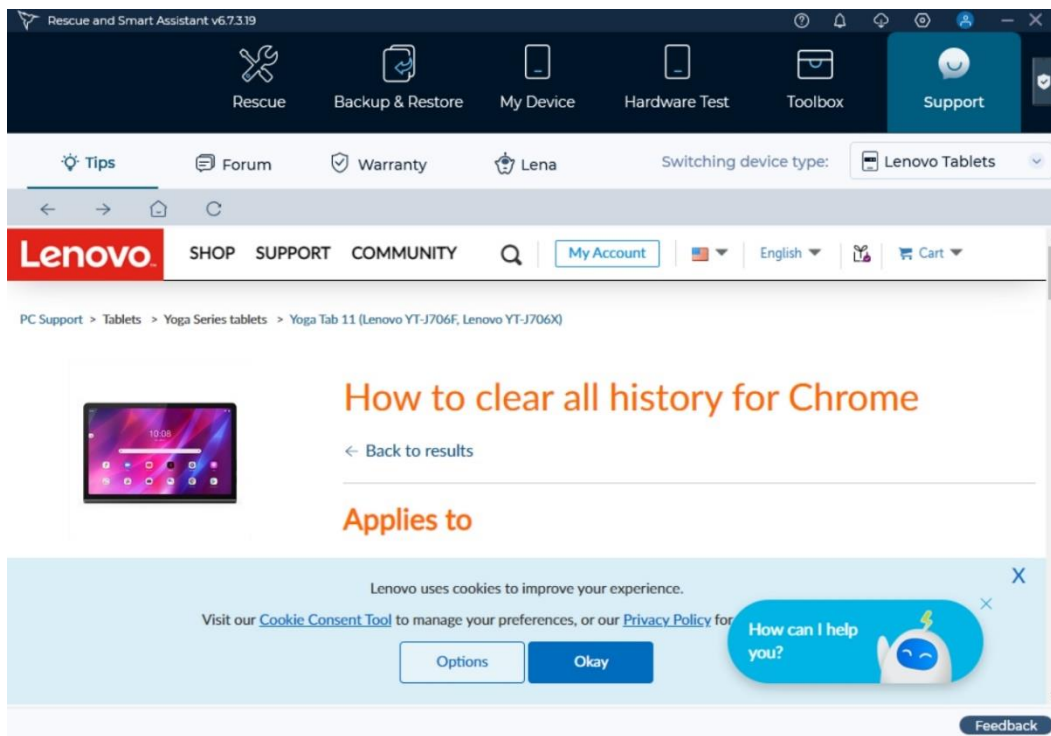 Rescue and Smart Assistant v6.7.3.19
Rescue
Backup & Restore
My Device
Hardware Test
Toolbox
Support
Tips
Forum
Warranty
Lena
Switching device type:
Lenovo Tablets
Lenovo.
SHOP SUPPORT COMMUNITY
My Account
English
Cart
PC Support > Tablets > Yoga Series tablets > Yoga Tab 11 (Lenovo YT-J706F, Lenovo YT-J706X)
10:08
How to clear all history for Chrome
← Back to results
Applies to
Lenovo uses cookies to improve your experience.
X
Visit our Cookie Consent Tool to manage your preferences, or our Privacy Policy for
How can I help
you?
Options
Okay
Feedback